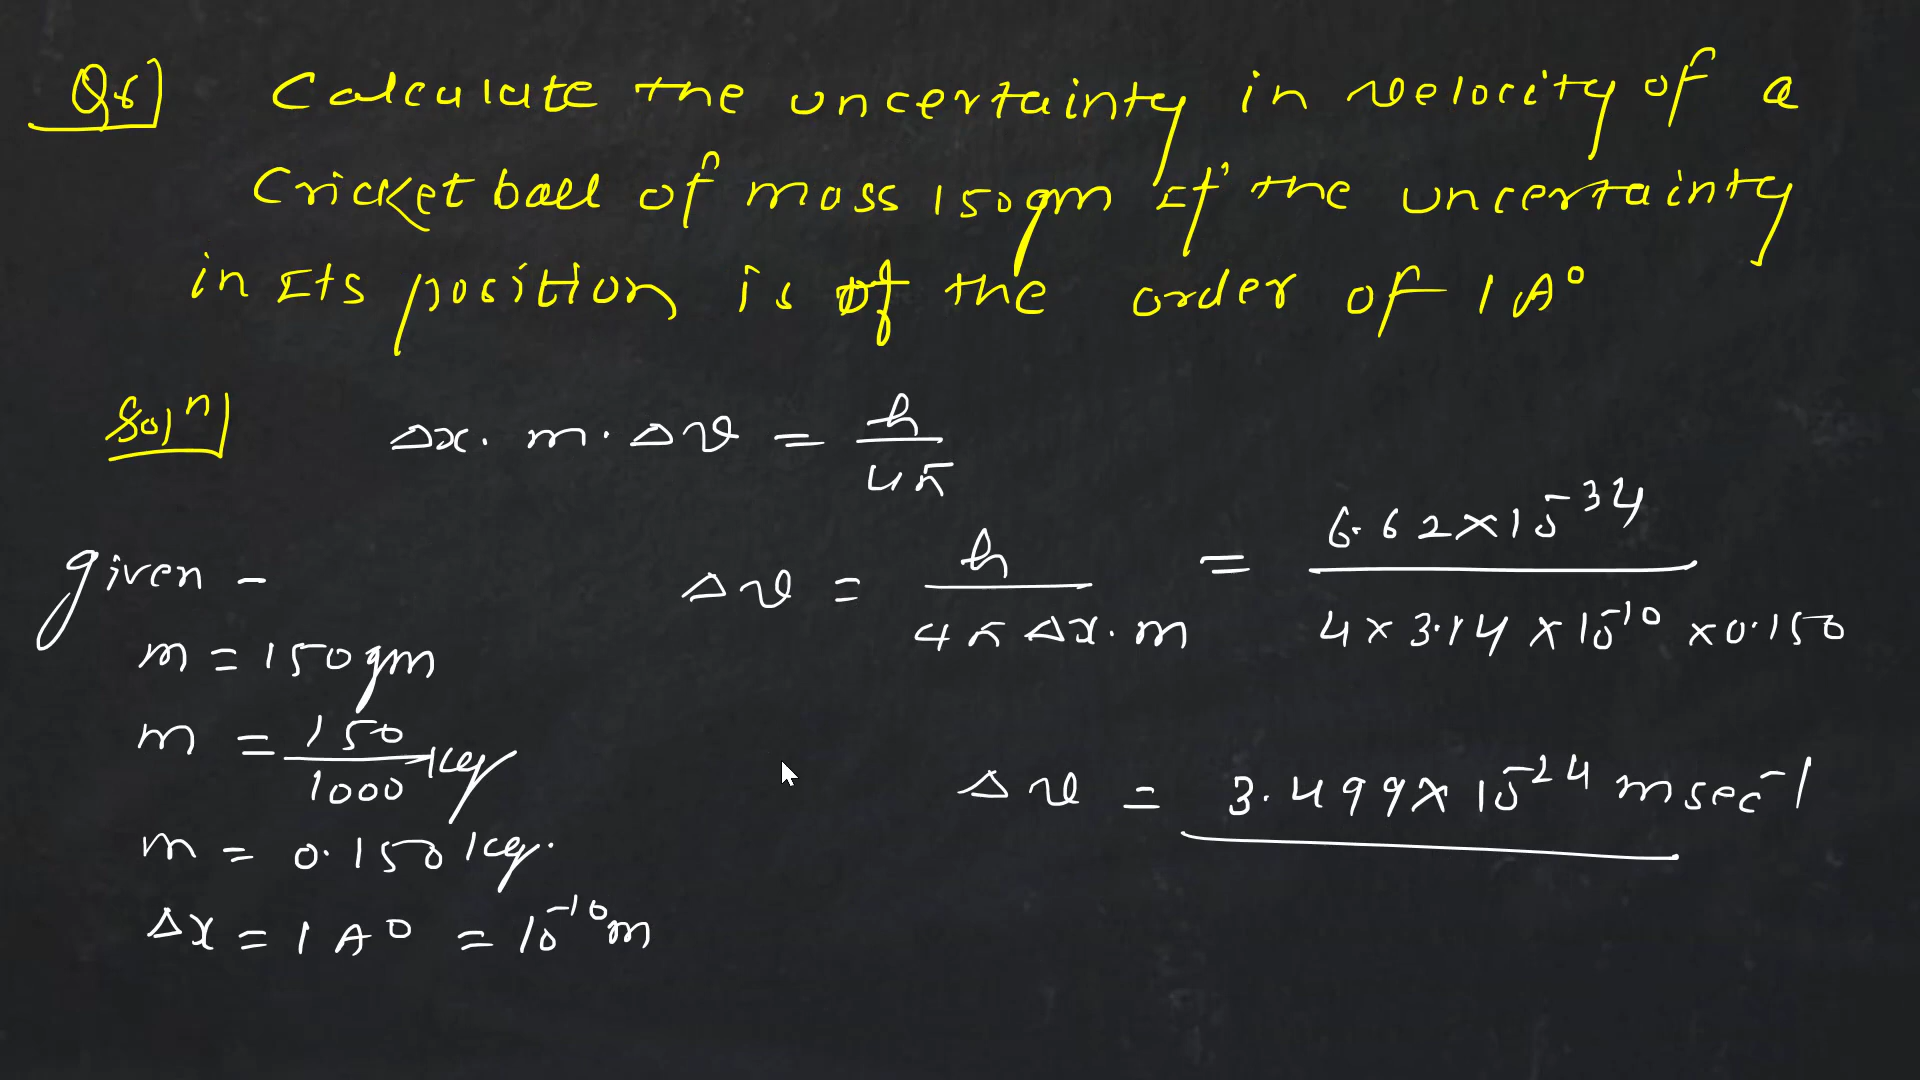 Q6] Calculate the uncertainty in velocity of a
Cricket ball of mass 150gm If the uncertainty
in Its position is of the order of 1 A°
Solⁿ] Δx. m. Δv = h/4π
given -
Δv = h/(4π Δx. m) = (6.62×10⁻³⁴)/(4×3.14×10⁻¹⁰×0.150)
m = 150gm
m = 150/1000 kg
Δv = 3.499×10⁻²⁴ msec⁻¹
m = 0.150 kg.
Δx = 1 A° = 10⁻¹⁰m